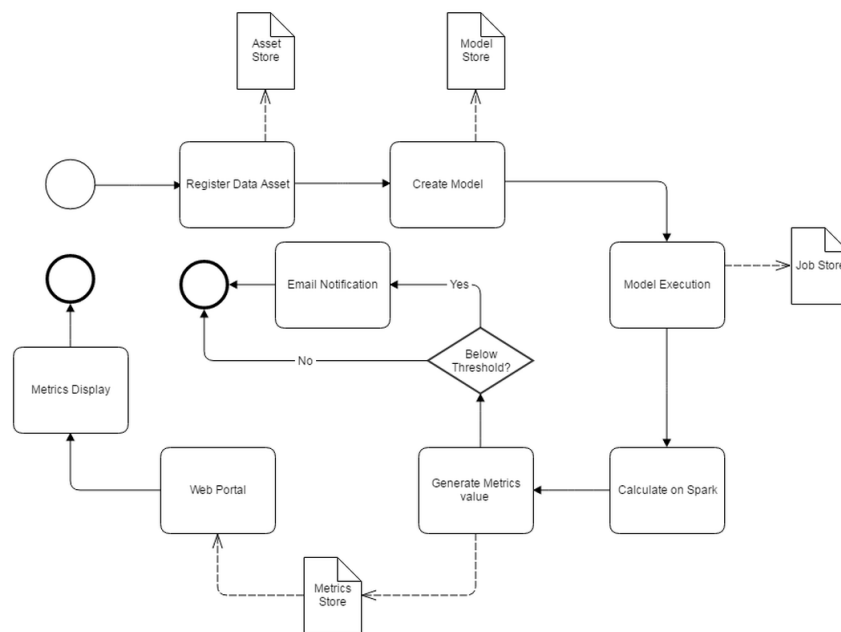 Asset
Store
Model
Store
Register Data Asset
Create Model
Job Store
Email Notification
Yes
Model Execution
Below
Threshold?
No
Metrics Display
Web Portal
Generate Metrics
value
Calculate on Spark
Metrics
Store